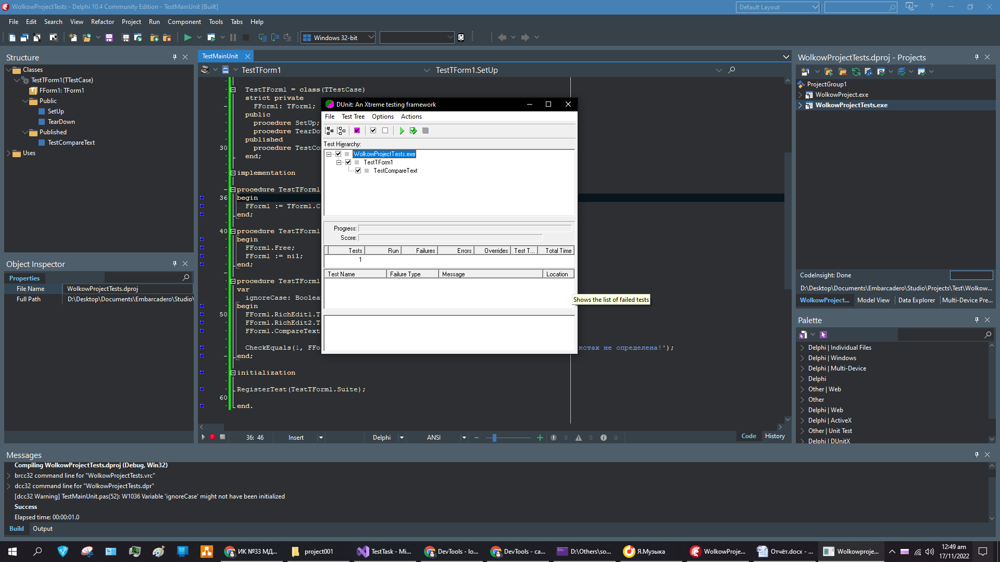 WolkowProjectTests - Delphi 10.4 Community Edition - TestMainUnit [Built]
Default Layout
File Edit Search View Refactor Project Run Component Tools Tabs Help
Windows 32-bit
Structure
Classes
TestTForm1(TTestCase)
FForm1: TForm1
Public
SetUp
TearDown
Published
TestCompareText
Uses
Object Inspector
Properties
File Name WolkowProjectTests.dproj
Full Path D:\Desktop\Documents\Embarcadero\Studio\
TestMainUnit
TestTForm1
TestTForm1.SetUp
TestTForm1 = class(TTestCase)
strict private
FForm1: TForm1;
public
procedure SetUp;
procedure TearDo
published
30 procedure TestCo
end;
implementation
procedure TestTForm1
36 begin
FForm1 := TForm1.C
end;
40 procedure TestTForm1
begin
FForm1.Free;
FForm1 := nil;
end;
procedure TestTForm1
var
ignoreCase: Boolea
begin
50 FForm1.RichEdit1.T
FForm1.RichEdit2.T
FForm1.CompareText
CheckEquals(1, FFo
кстах не определена!');
end;
initialization
RegisterTest(TestTForm1.Suite);
60
end.
DUnit: An Xtreme testing framework
File Test Tree Options Actions
Test Hierarchy:
WolkowProjectTests.exe
TestTForm1
TestCompareText
Progress:
Score:
Tests Run Failures Errors Overrides Test T... Total Time
1
Test Name Failure Type Message Location
Shows the list of failed tests
36: 46 Insert Delphi ANSI 0 0 0
Code History
WolkowProjectTests.dproj - Projects
ProjectGroup1
WolkowProject.exe
WolkowProjectTests.exe
CodeInsight: Done
D:\Desktop\Documents\Embarcadero\Studio\Projects\Test\Wolkow...
WolkowProject... Model View Data Explorer Multi-Device Pre...
Palette
Delphi | Individual Files
Delphi | Windows
Delphi | Multi-Device
Delphi
Other | Web
Other
Delphi | Web
Delphi | ActiveX
Other | Unit Test
Delphi | DUnitX
Messages
Compiling WolkowProjectTests.dproj (Debug, Win32)
brcc32 command line for "WolkowProjectTests.vrc"
dcc32 command line for "WolkowProjectTests.dpr"
[dcc32 Warning] TestMainUnit.pas(52): W1036 Variable 'ignoreCase' might not have been initialized
Success
Elapsed time: 00:00:01.0
Build Output
ИК №33 МД... project001 TestTask - Mi... DevTools - lo... DevTools - ca... D:\Others\so... Я.Музыка WolkowProje... Отчёт.docx - ... Wolkowproje...
12:49 am
17/11/2022